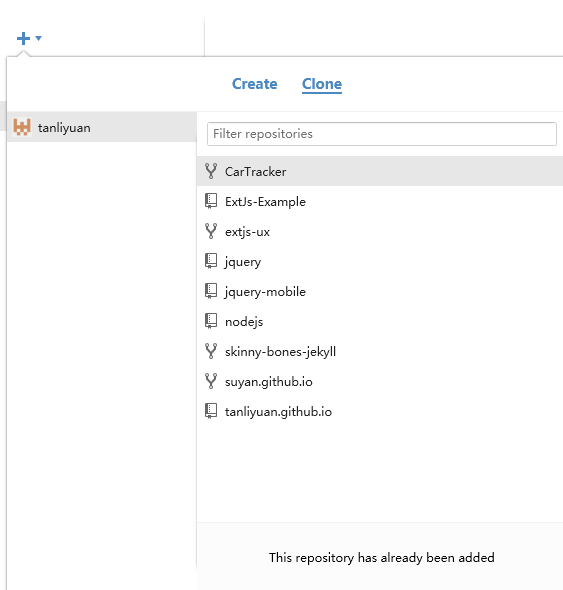 Create Clone
tanliyuan
Filter repositories
CarTracker
ExtJs-Example
extjs-ux
jquery
jquery-mobile
nodejs
skinny-bones-jekyll
suyan.github.io
tanliyuan.github.io
This repository has already been added